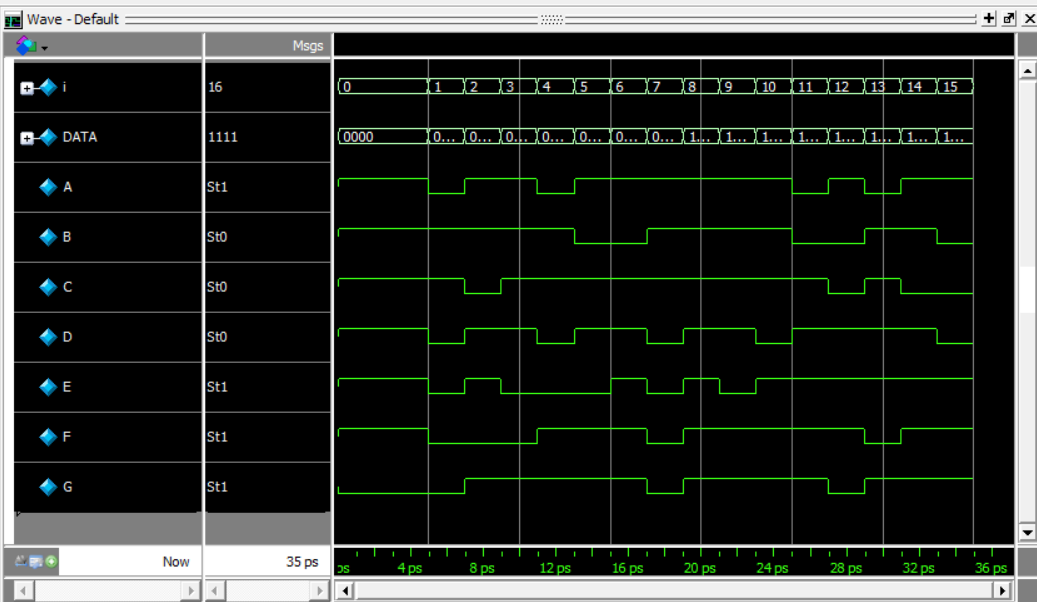 Wave - Default
Msgs
i 16 0 1 2 3 4 5 6 7 8 9 10 11 12 13 14 15
DATA 1111 0000 0... 0... 0... 0... 0... 0... 0... 1... 1... 1... 1... 1... 1... 1... 1...
A St1
B St0
C St0
D St0
E St1
F St1
G St1
Now 35 ps ps 4 ps 8 ps 12 ps 16 ps 20 ps 24 ps 28 ps 32 ps 36 ps